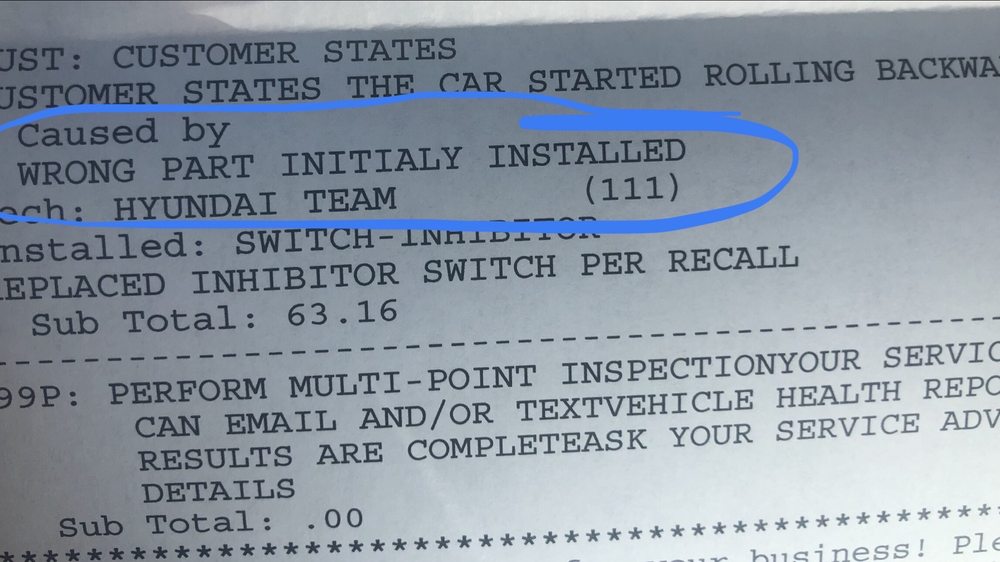 UST: CUSTOMER STATES
USTOMER STATES THE CAR STARTED ROLLING BACKWA
Caused by
WRONG PART INITIALY INSTALLED
ech: HYUNDAI TEAM (111)
nstalled: SWITCH-INHIBITOR
EPLACED INHIBITOR SWITCH PER RECALL
Sub Total: 63.16
99P: PERFORM MULTI-POINT INSPECTIONYOUR SERVIC
CAN EMAIL AND/OR TEXTVEHICLE HEALTH REPO
RESULTS ARE COMPLETEASK YOUR SERVICE ADV
DETAILS
Sub Total: .00
****************************************************
your business! Ple